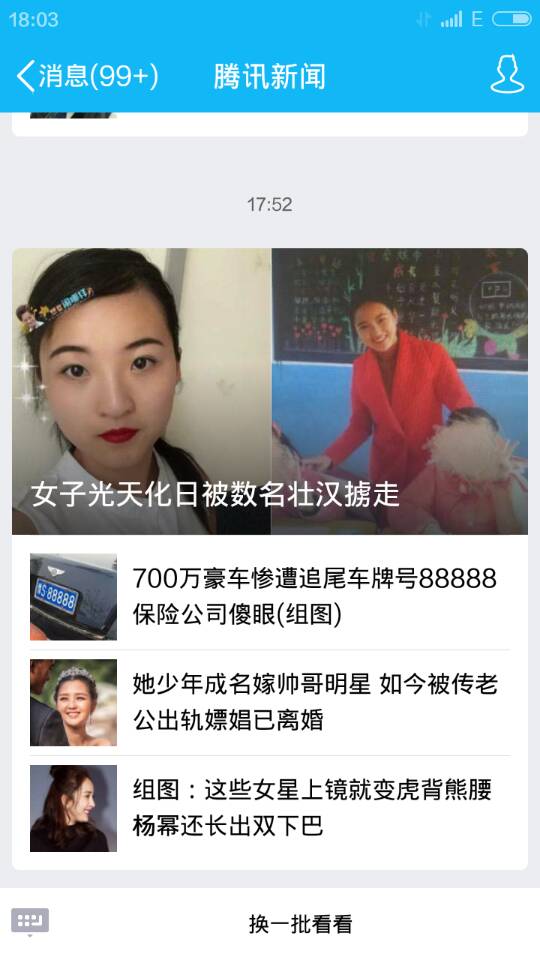 18:03
E
消息(99+)
腾讯新闻
17:52
女子光天化日被数名壮汉掳走
700万豪车惨遭追尾车牌号88888
保险公司傻眼(组图)
S88888
她少年成名嫁帅哥明星 如今被传老
公出轨嫖娼已离婚
组图：这些女星上镜就变虎背熊腰
杨幂还长出双下巴
换一批看看